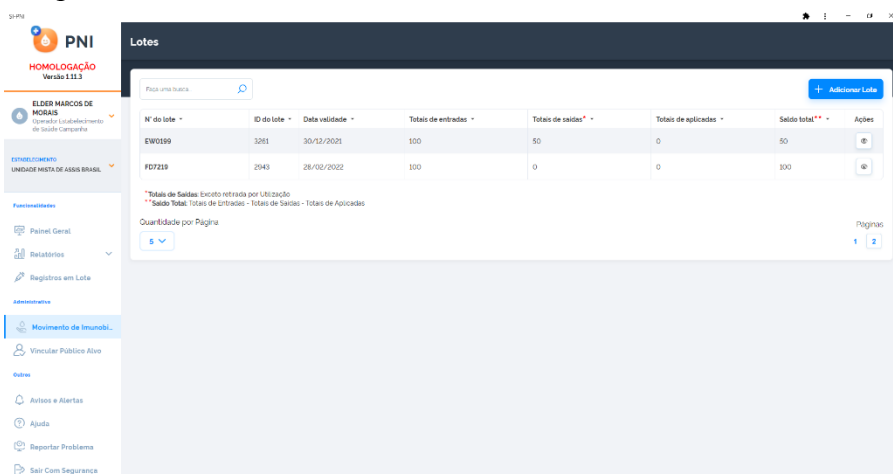 SI-PNI
PNI
HOMOLOGAÇÃO
Versão 1.11.3
ELDER MARCOS DE
MORAIS
Operador Estabelecimento
de Saúde Campanha
ESTABELECIMENTO
UNIDADE MISTA DE ASSIS BRASIL
Funcionalidades
Painel Geral
Relatórios
Registros em Lote
Administrativo
Movimento de Imunobi...
Vincular Público Alvo
Outros
Avisos e Alertas
Ajuda
Reportar Problema
Sair Com Segurança
Lotes
Faça uma busca
+ Adicionar Lote
Nº do lote ID do lote Data validade Totais de entradas Totais de saídas* Totais de aplicadas Saldo total** Ações
EW0199 3261 30/12/2021 100 50 0 50
FD7219 2943 28/02/2022 100 0 0 100
*Totais de Saídas: Exceto retirada por Utilização
**Saldo Total: Totais de Entradas - Totais de Saídas - Totais de Aplicadas
Quantidade por Página
5
Páginas
1 2